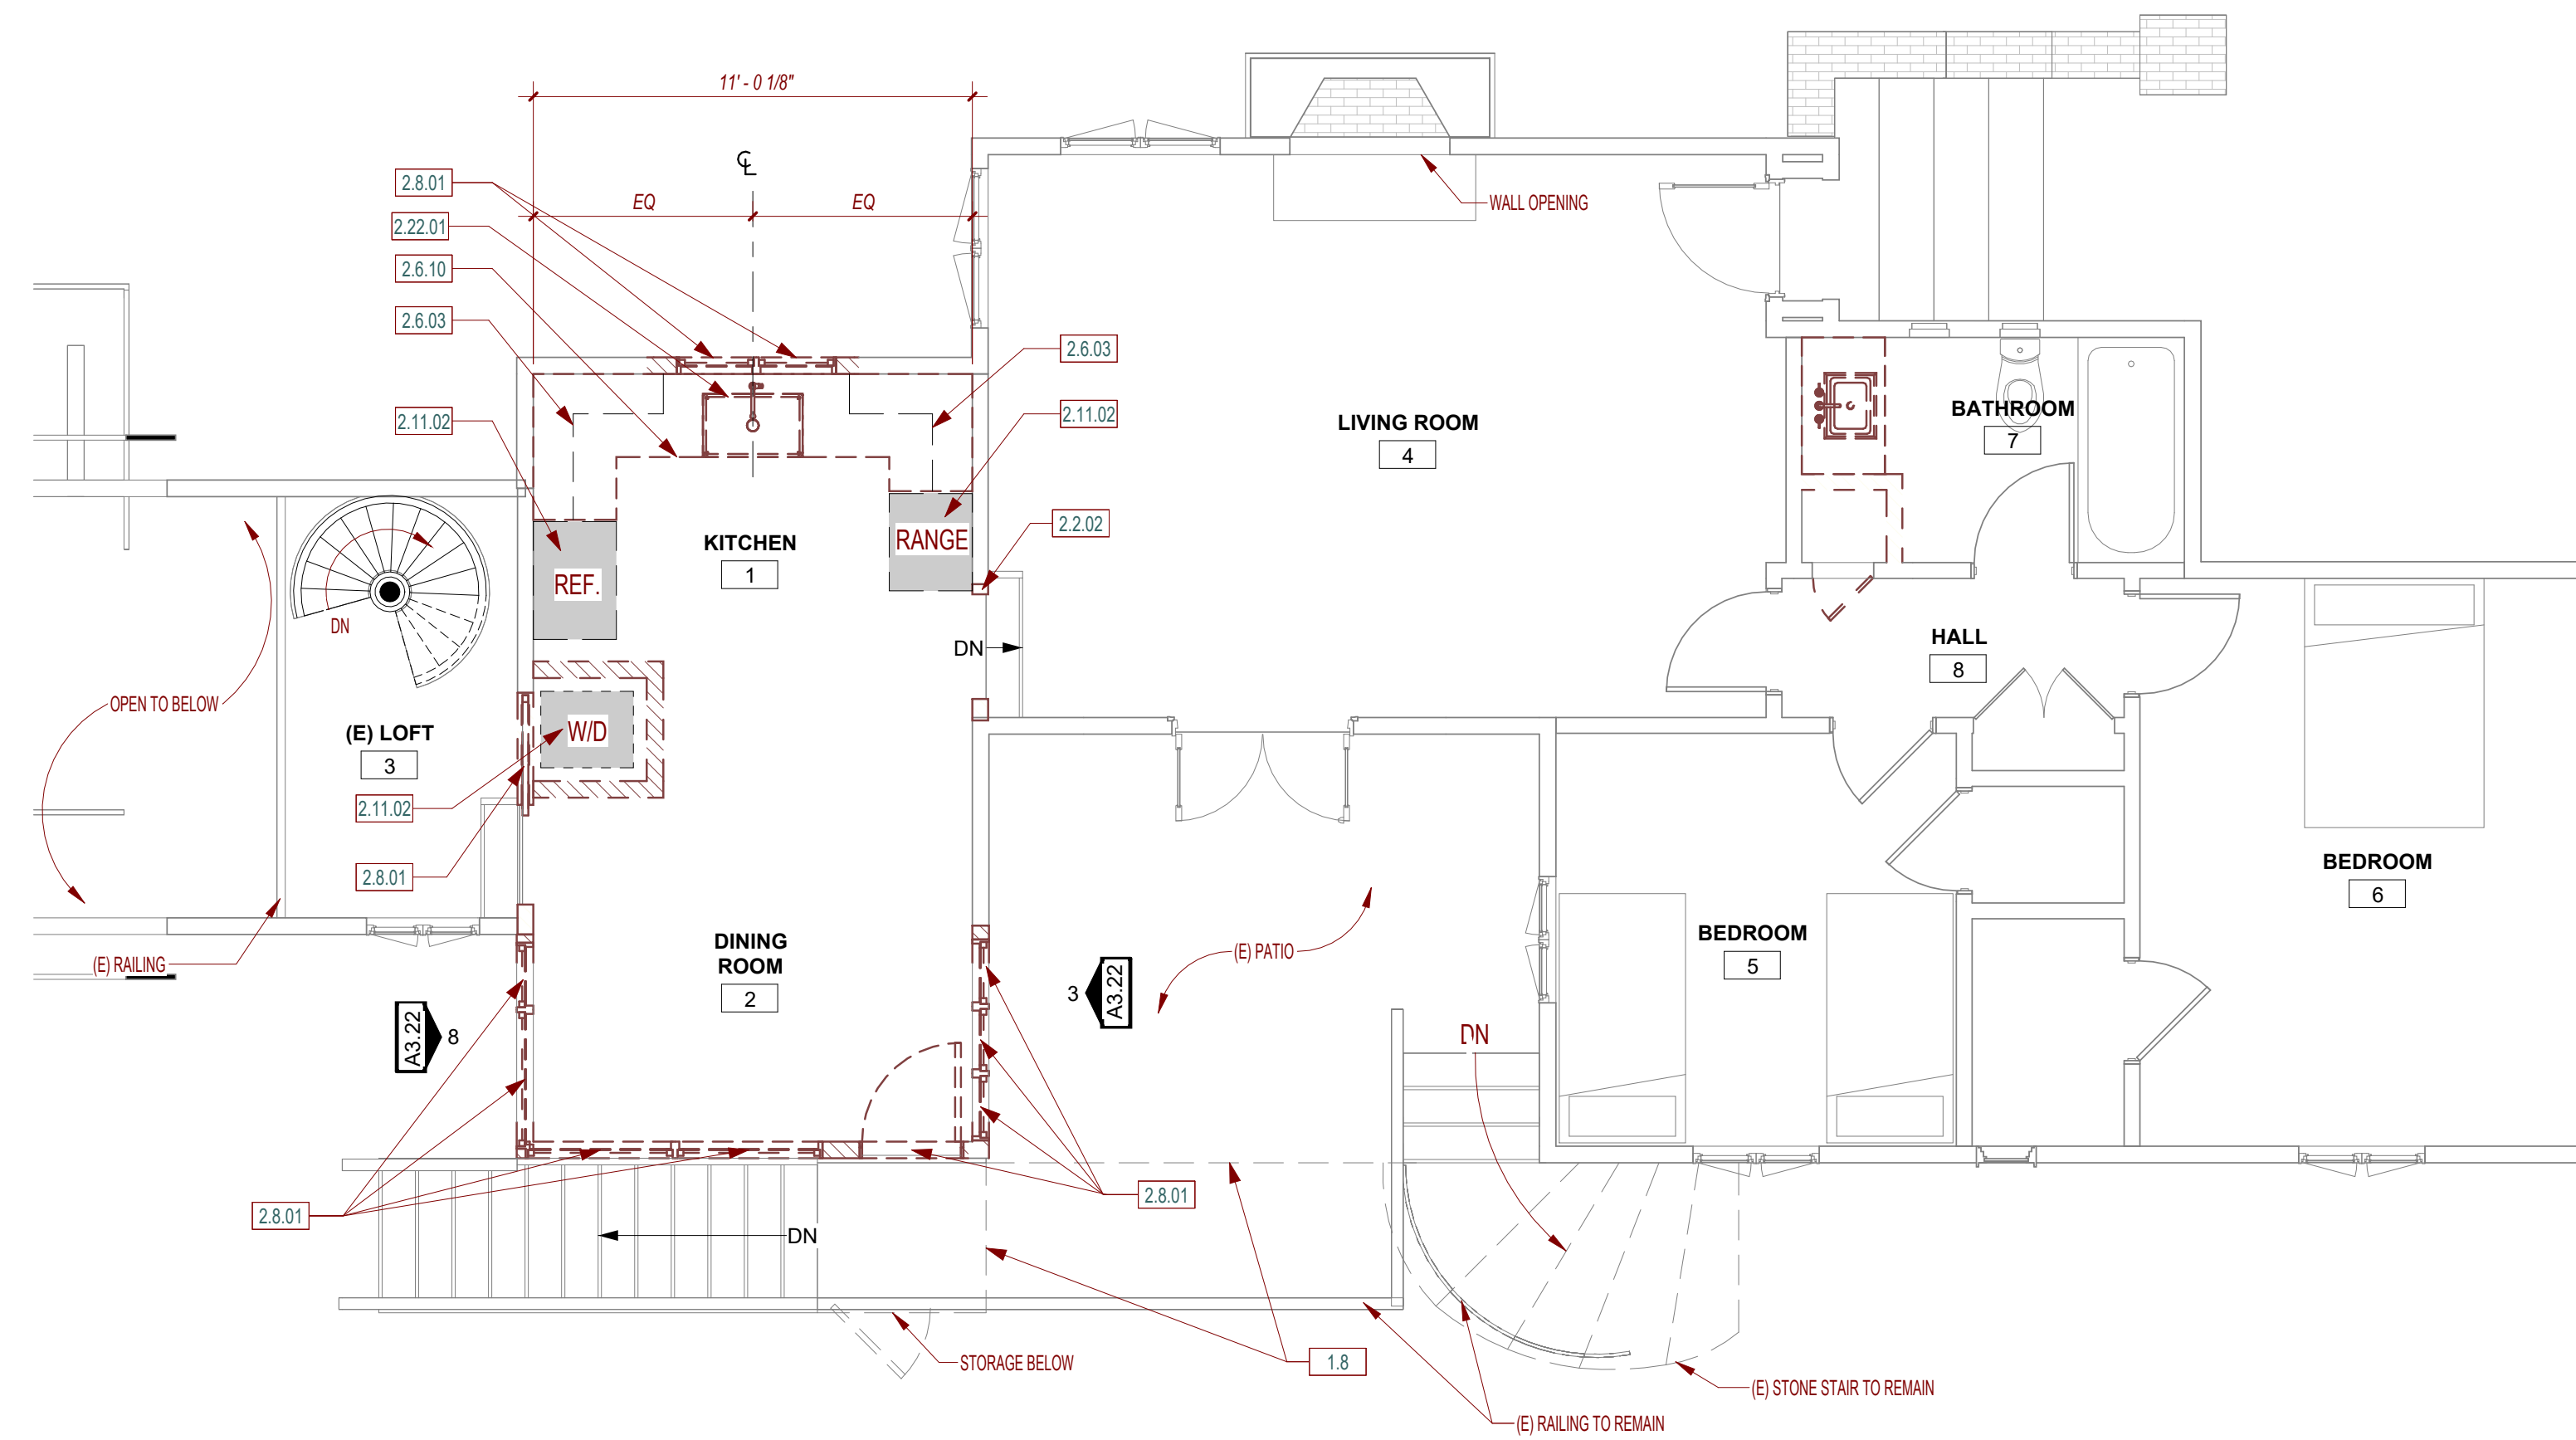 11' - 0 1/8"
℄
2.8.01
EQ
EQ
WALL OPENING
2.22.01
2.6.10
2.6.03
2.6.03
2.11.02
2.11.02
LIVING ROOM
4
BATHROOM
7
2.2.02
KITCHEN
1
RANGE
REF.
DN
DN
HALL
8
OPEN TO BELOW
(E) LOFT
3
W/D
2.11.02
2.8.01
BEDROOM
6
(E) RAILING
DINING
ROOM
2
(E) PATIO
BEDROOM
5
3
A3.22
A3.22
8
DN
2.8.01
2.8.01
DN
STORAGE BELOW
1.8
(E) STONE STAIR TO REMAIN
(E) RAILING TO REMAIN